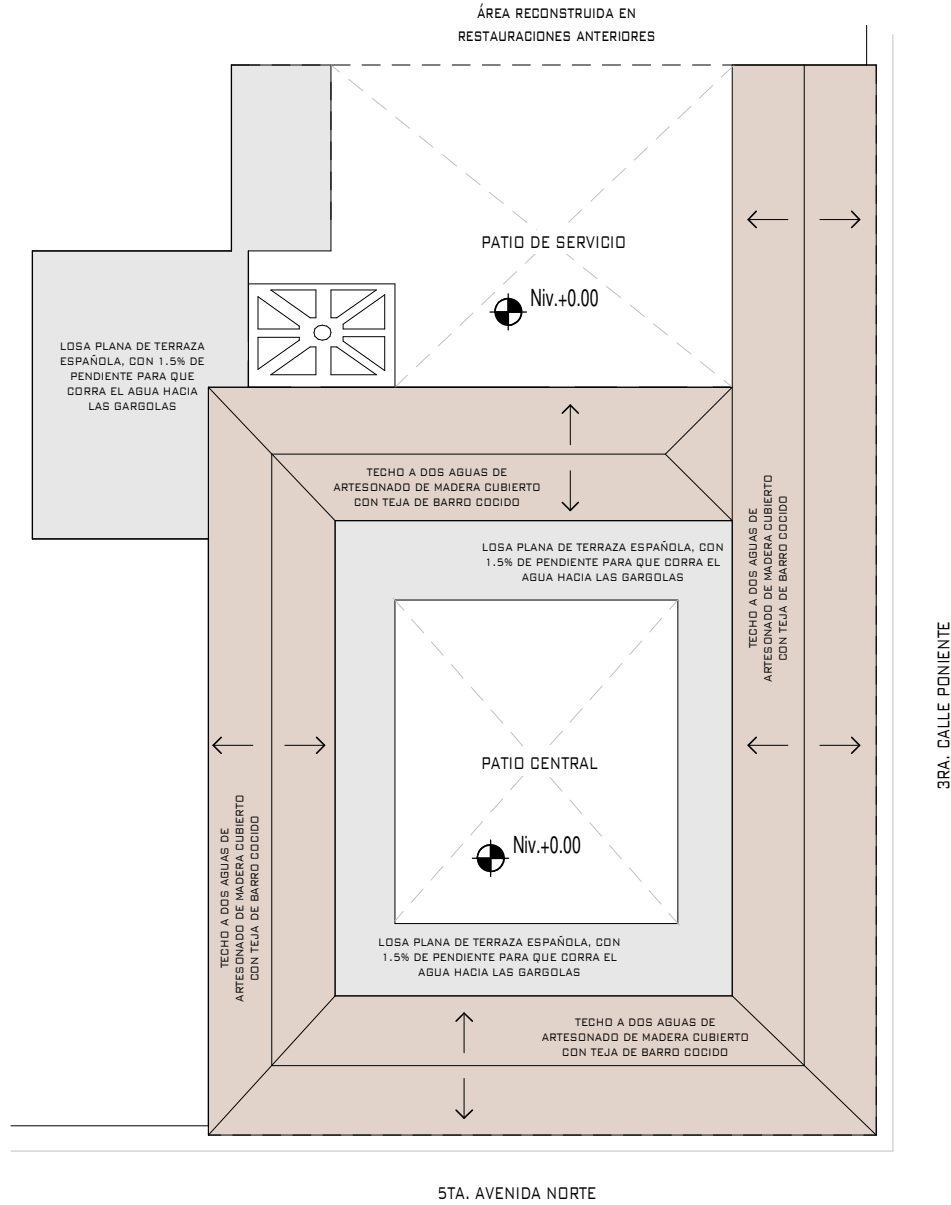 ÁREA RECONSTRUIDA EN
RESTAURACIONES ANTERIORES
PATIO DE SERVICIO
Niv.+0.00
LOSA PLANA DE TERRAZA
ESPAÑOLA, CON 1.5% DE
PENDIENTE PARA QUE
CORRA EL AGUA HACIA
LAS GARGOLAS
TECHO A DOS AGUAS DE
ARTESONADO DE MADERA CUBIERTO
CON TEJA DE BARRO COCIDO
LOSA PLANA DE TERRAZA ESPAÑOLA, CON
1.5% DE PENDIENTE PARA QUE CORRA EL
AGUA HACIA LAS GARGOLAS
TECHO A DOS AGUAS DE
ARTESONADO DE MADERA CUBIERTO
CON TEJA DE BARRO COCIDO
3RA. CALLE PONIENTE
PATIO CENTRAL
Niv.+0.00
TECHO A DOS AGUAS DE
ARTESONADO DE MADERA CUBIERTO
CON TEJA DE BARRO COCIDO
LOSA PLANA DE TERRAZA ESPAÑOLA, CON
1.5% DE PENDIENTE PARA QUE CORRA EL
AGUA HACIA LAS GARGOLAS
TECHO A DOS AGUAS DE
ARTESONADO DE MADERA CUBIERTO
CON TEJA DE BARRO COCIDO
5TA. AVENIDA NORTE